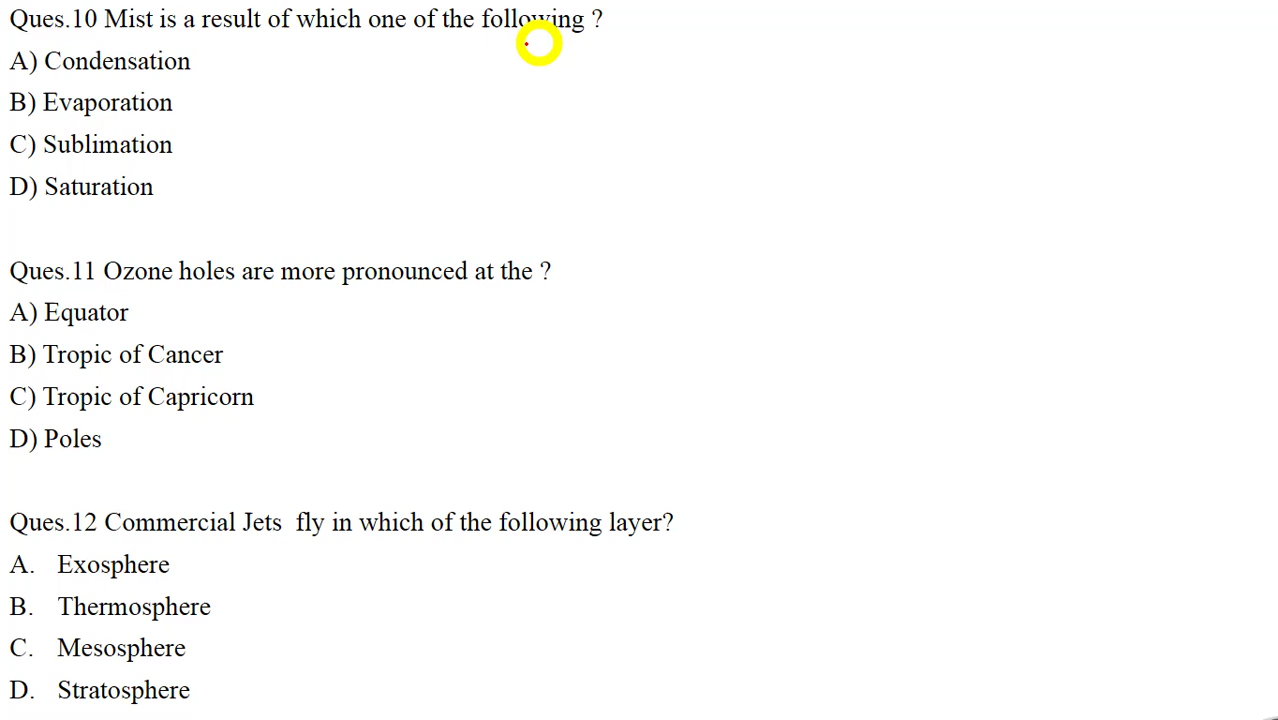 Ques.10 Mist is a result of which one of the following ?
A) Condensation
B) Evaporation
C) Sublimation
D) Saturation
Ques.11 Ozone holes are more pronounced at the ?
A) Equator
B) Tropic of Cancer
C) Tropic of Capricorn
D) Poles
Ques.12 Commercial Jets  fly in which of the following layer?
A. Exosphere
B. Thermosphere
C. Mesosphere
D. Stratosphere